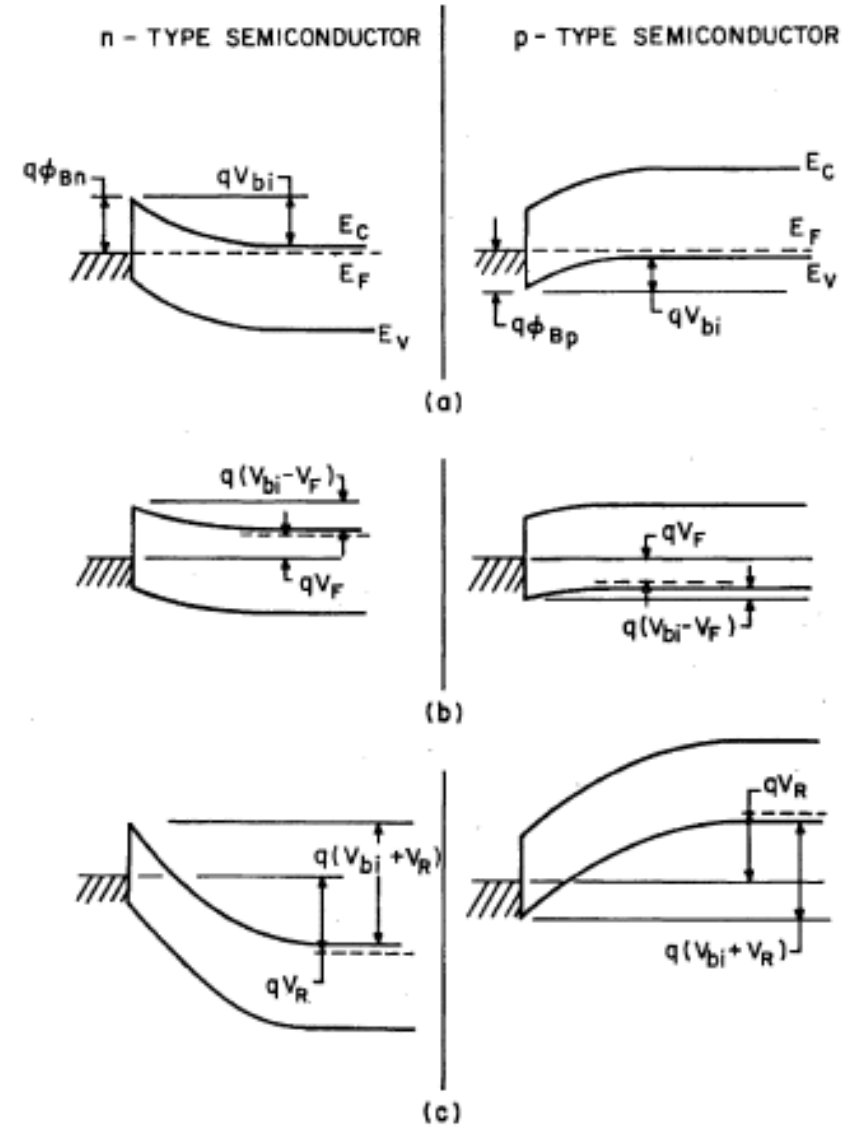 n - TYPE SEMICONDUCTOR
p - TYPE SEMICONDUCTOR
qϕBn
qVbi
EC
EF
Ev
EC
EF
EV
qϕBp
qVbi
(a)
q(Vbi-VF)
qVF
qVF
q(Vbi-VF)
(b)
q(Vbi+VR)
qVR
qVR
q(Vbi+VR)
(c)